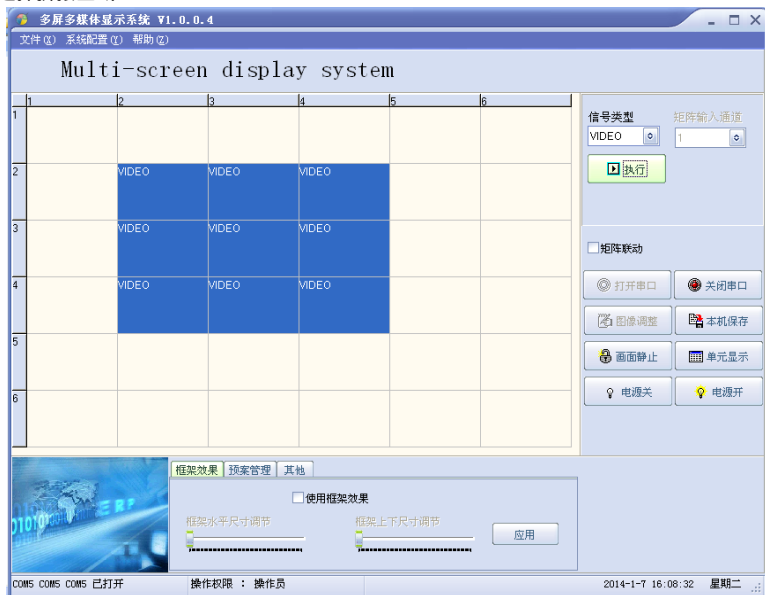 多屏多媒体显示系统 V1.0.0.4
文件(X) 系统配置(Y) 帮助(Z)
Multi-screen display system
1 2 3 4 5 6
1
2 VIDEO VIDEO VIDEO
3 VIDEO VIDEO VIDEO
4 VIDEO VIDEO VIDEO
5
6
信号类型 矩阵输入通道
VIDEO 1
执行
矩阵联动
打开串口 关闭串口
图像调整 本机保存
画面静止 单元显示
电源关 电源开
框架效果 预案管理 其他
使用框架效果
框架水平尺寸调节 框架上下尺寸调节
应用
ERP
COM5 COM5 COM5 已打开 操作权限 : 操作员 2014-1-7 16:08:32 星期二